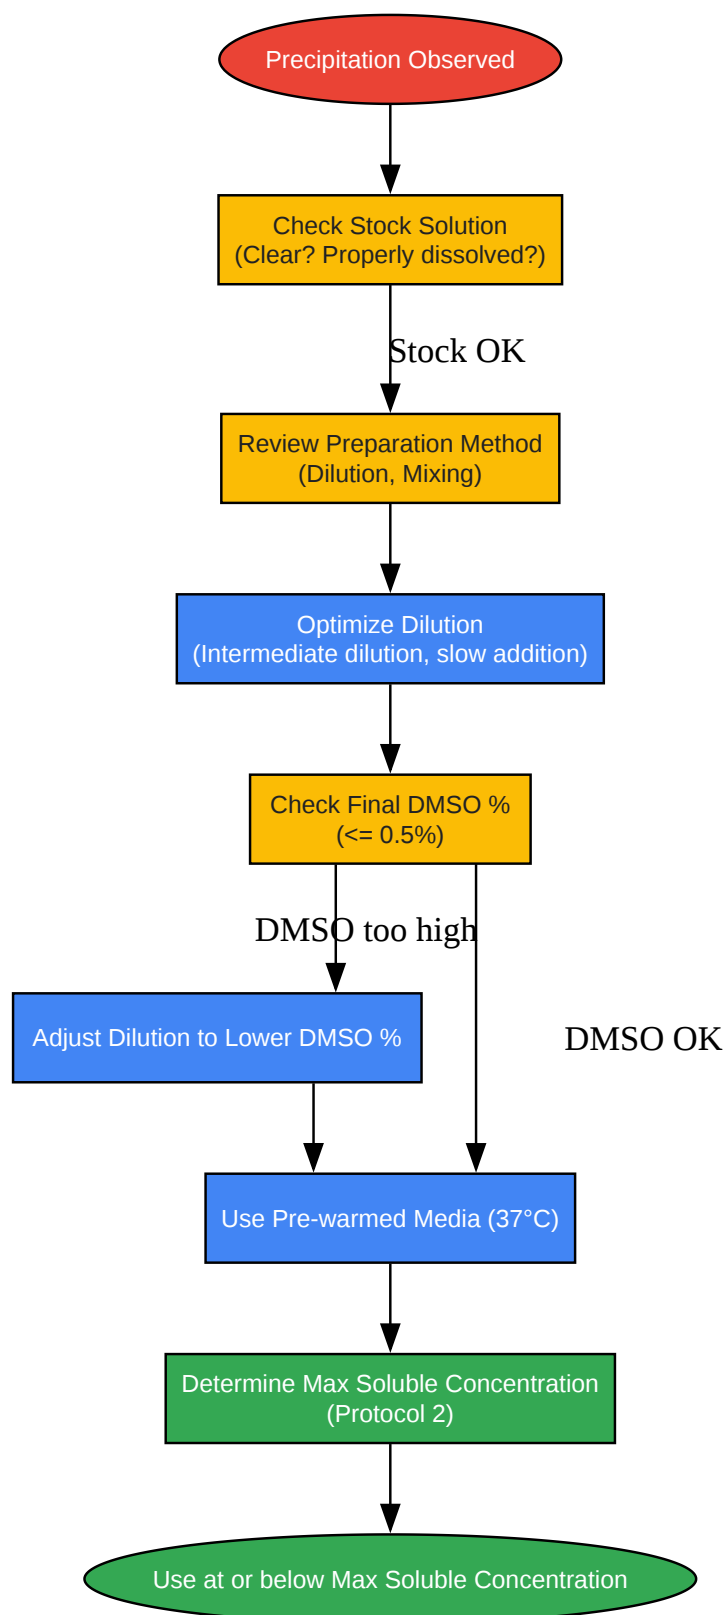 Precipitation Observed
Check Stock Solution
(Clear? Properly dissolved?)
Stock OK
Review Preparation Method
(Dilution, Mixing)
Optimize Dilution
(Intermediate dilution, slow addition)
Check Final DMSO %
(<= 0.5%)
DMSO too high
Adjust Dilution to Lower DMSO %
DMSO OK
Use Pre-warmed Media (37°C)
Determine Max Soluble Concentration
(Protocol 2)
Use at or below Max Soluble Concentration